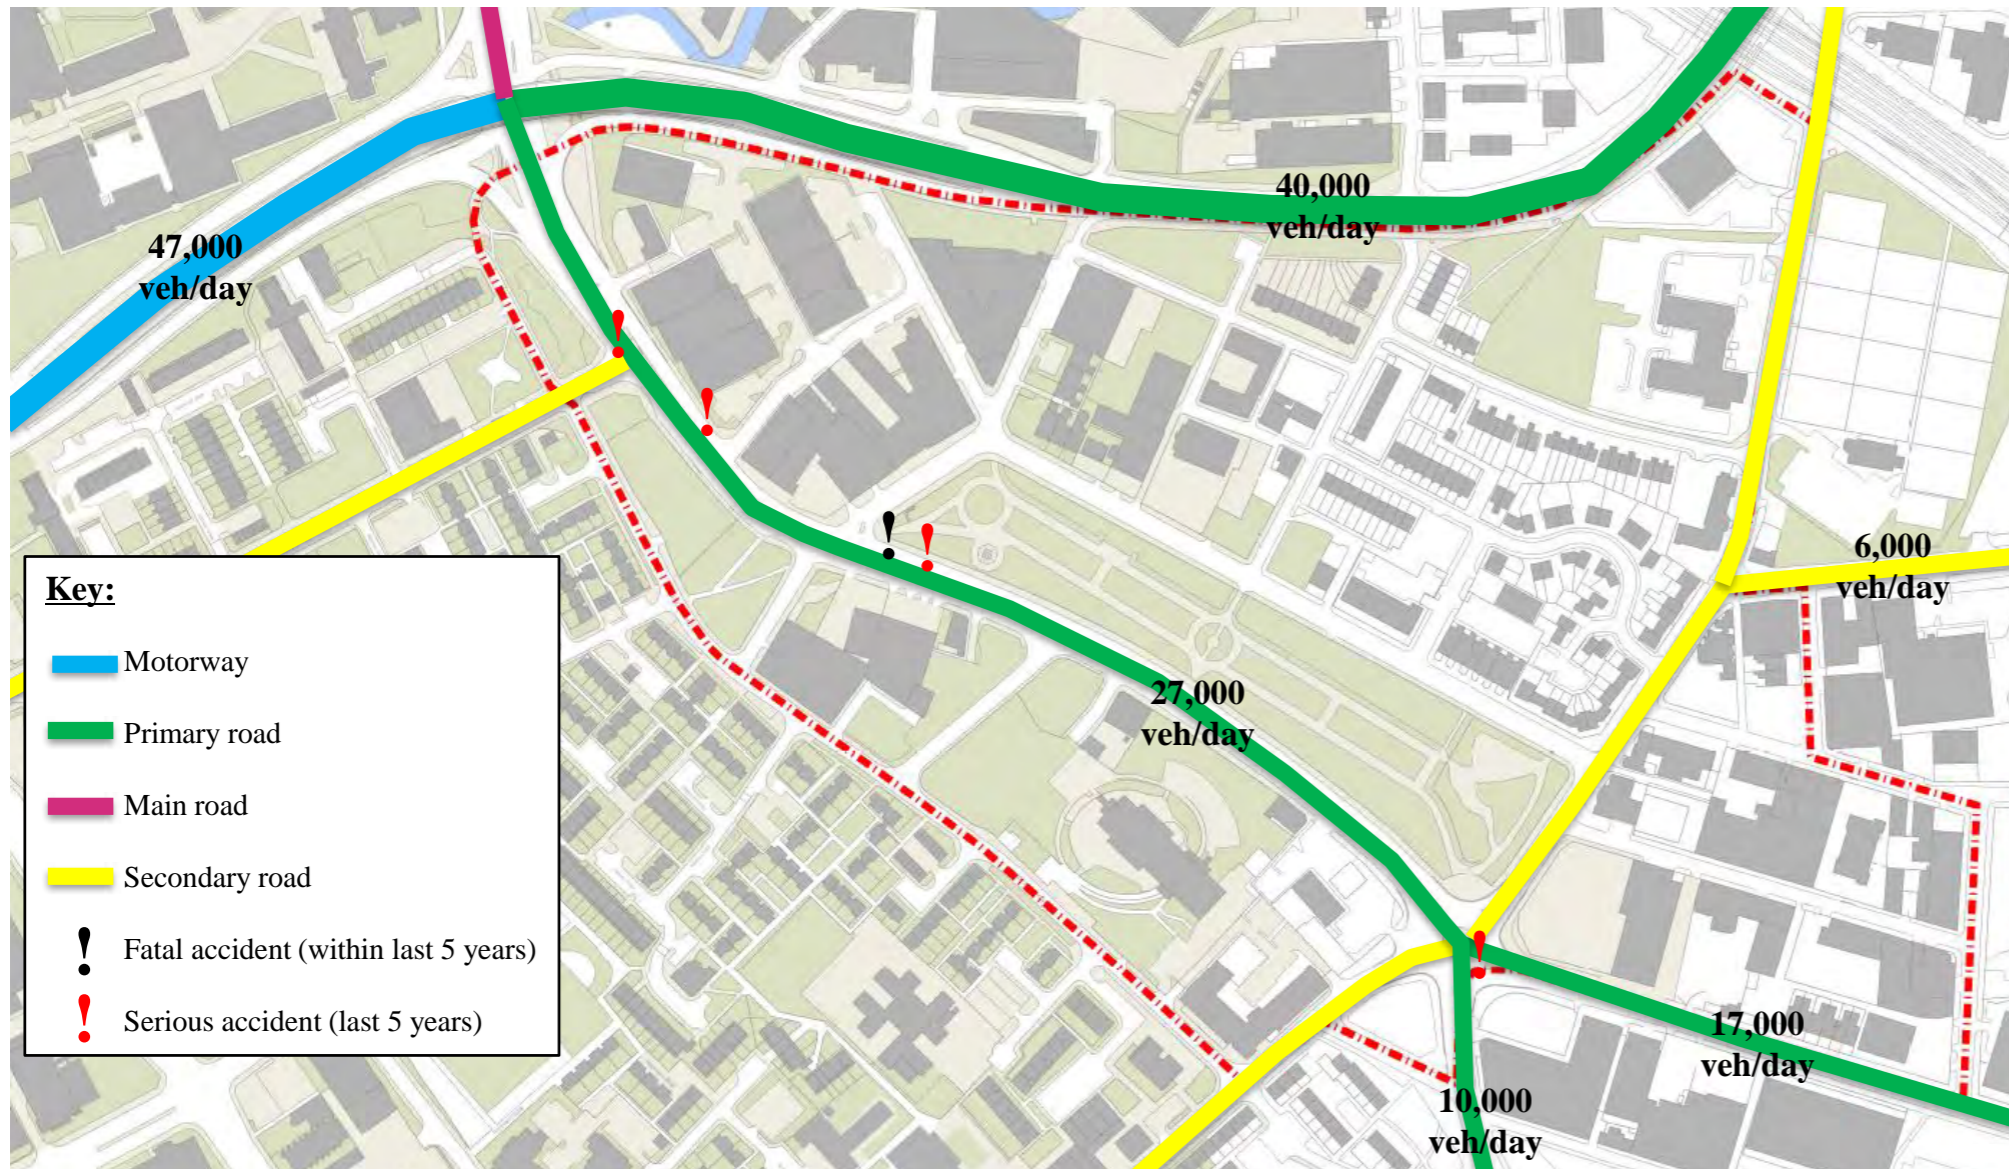 40,000
veh/day
47,000
veh/day
6,000
veh/day
27,000
veh/day
17,000
veh/day
10,000
veh/day
Key:
Motorway
Primary road
Main road
Secondary road
Fatal accident (within last 5 years)
Serious accident (last 5 years)